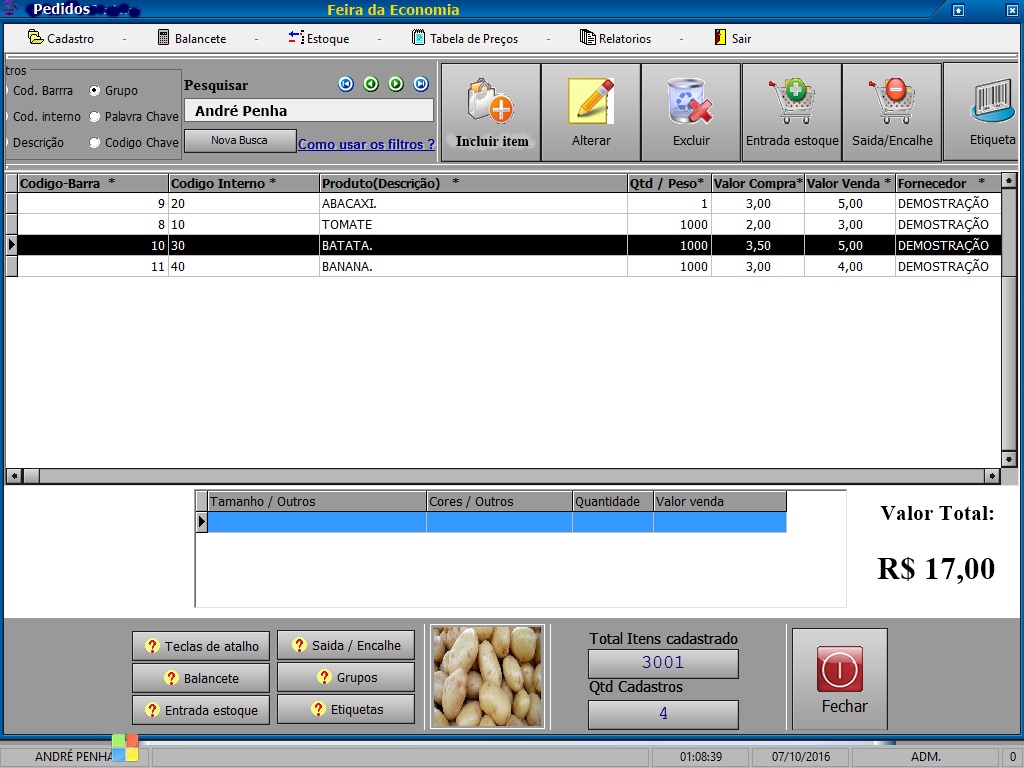 Pedidos
Feira da Economia
Cadastro - Balancete - Estoque - Tabela de Preços - Relatorios - Sair
tros
Cod. Barrra Grupo
Cod. interno Palavra Chave
Descrição Codigo Chave
Pesquisar
André Penha
Nova Busca Como usar os filtros ?
Incluir item Alterar Excluir Entrada estoque Saida/Encalhe Etiqueta
Codigo-Barra * Codigo Interno * Produto(Descrição) * Qtd / Peso* Valor Compra* Valor Venda * Fornecedor *
9 20 ABACAXI. 1 3,00 5,00 DEMOSTRAÇÃO
8 10 TOMATE 1000 2,00 3,00 DEMOSTRAÇÃO
10 30 BATATA. 1000 3,50 5,00 DEMOSTRAÇÃO
11 40 BANANA. 1000 3,00 4,00 DEMOSTRAÇÃO
Tamanho / Outros Cores / Outros Quantidade Valor venda
Valor Total:
R$ 17,00
? Teclas de atalho ? Saida / Encalhe
? Balancete ? Grupos
? Entrada estoque ? Etiquetas
Total Itens cadastrado
3001
Qtd Cadastros
4
Fechar
ANDRÉ PENHA 01:08:39 07/10/2016 ADM. 0